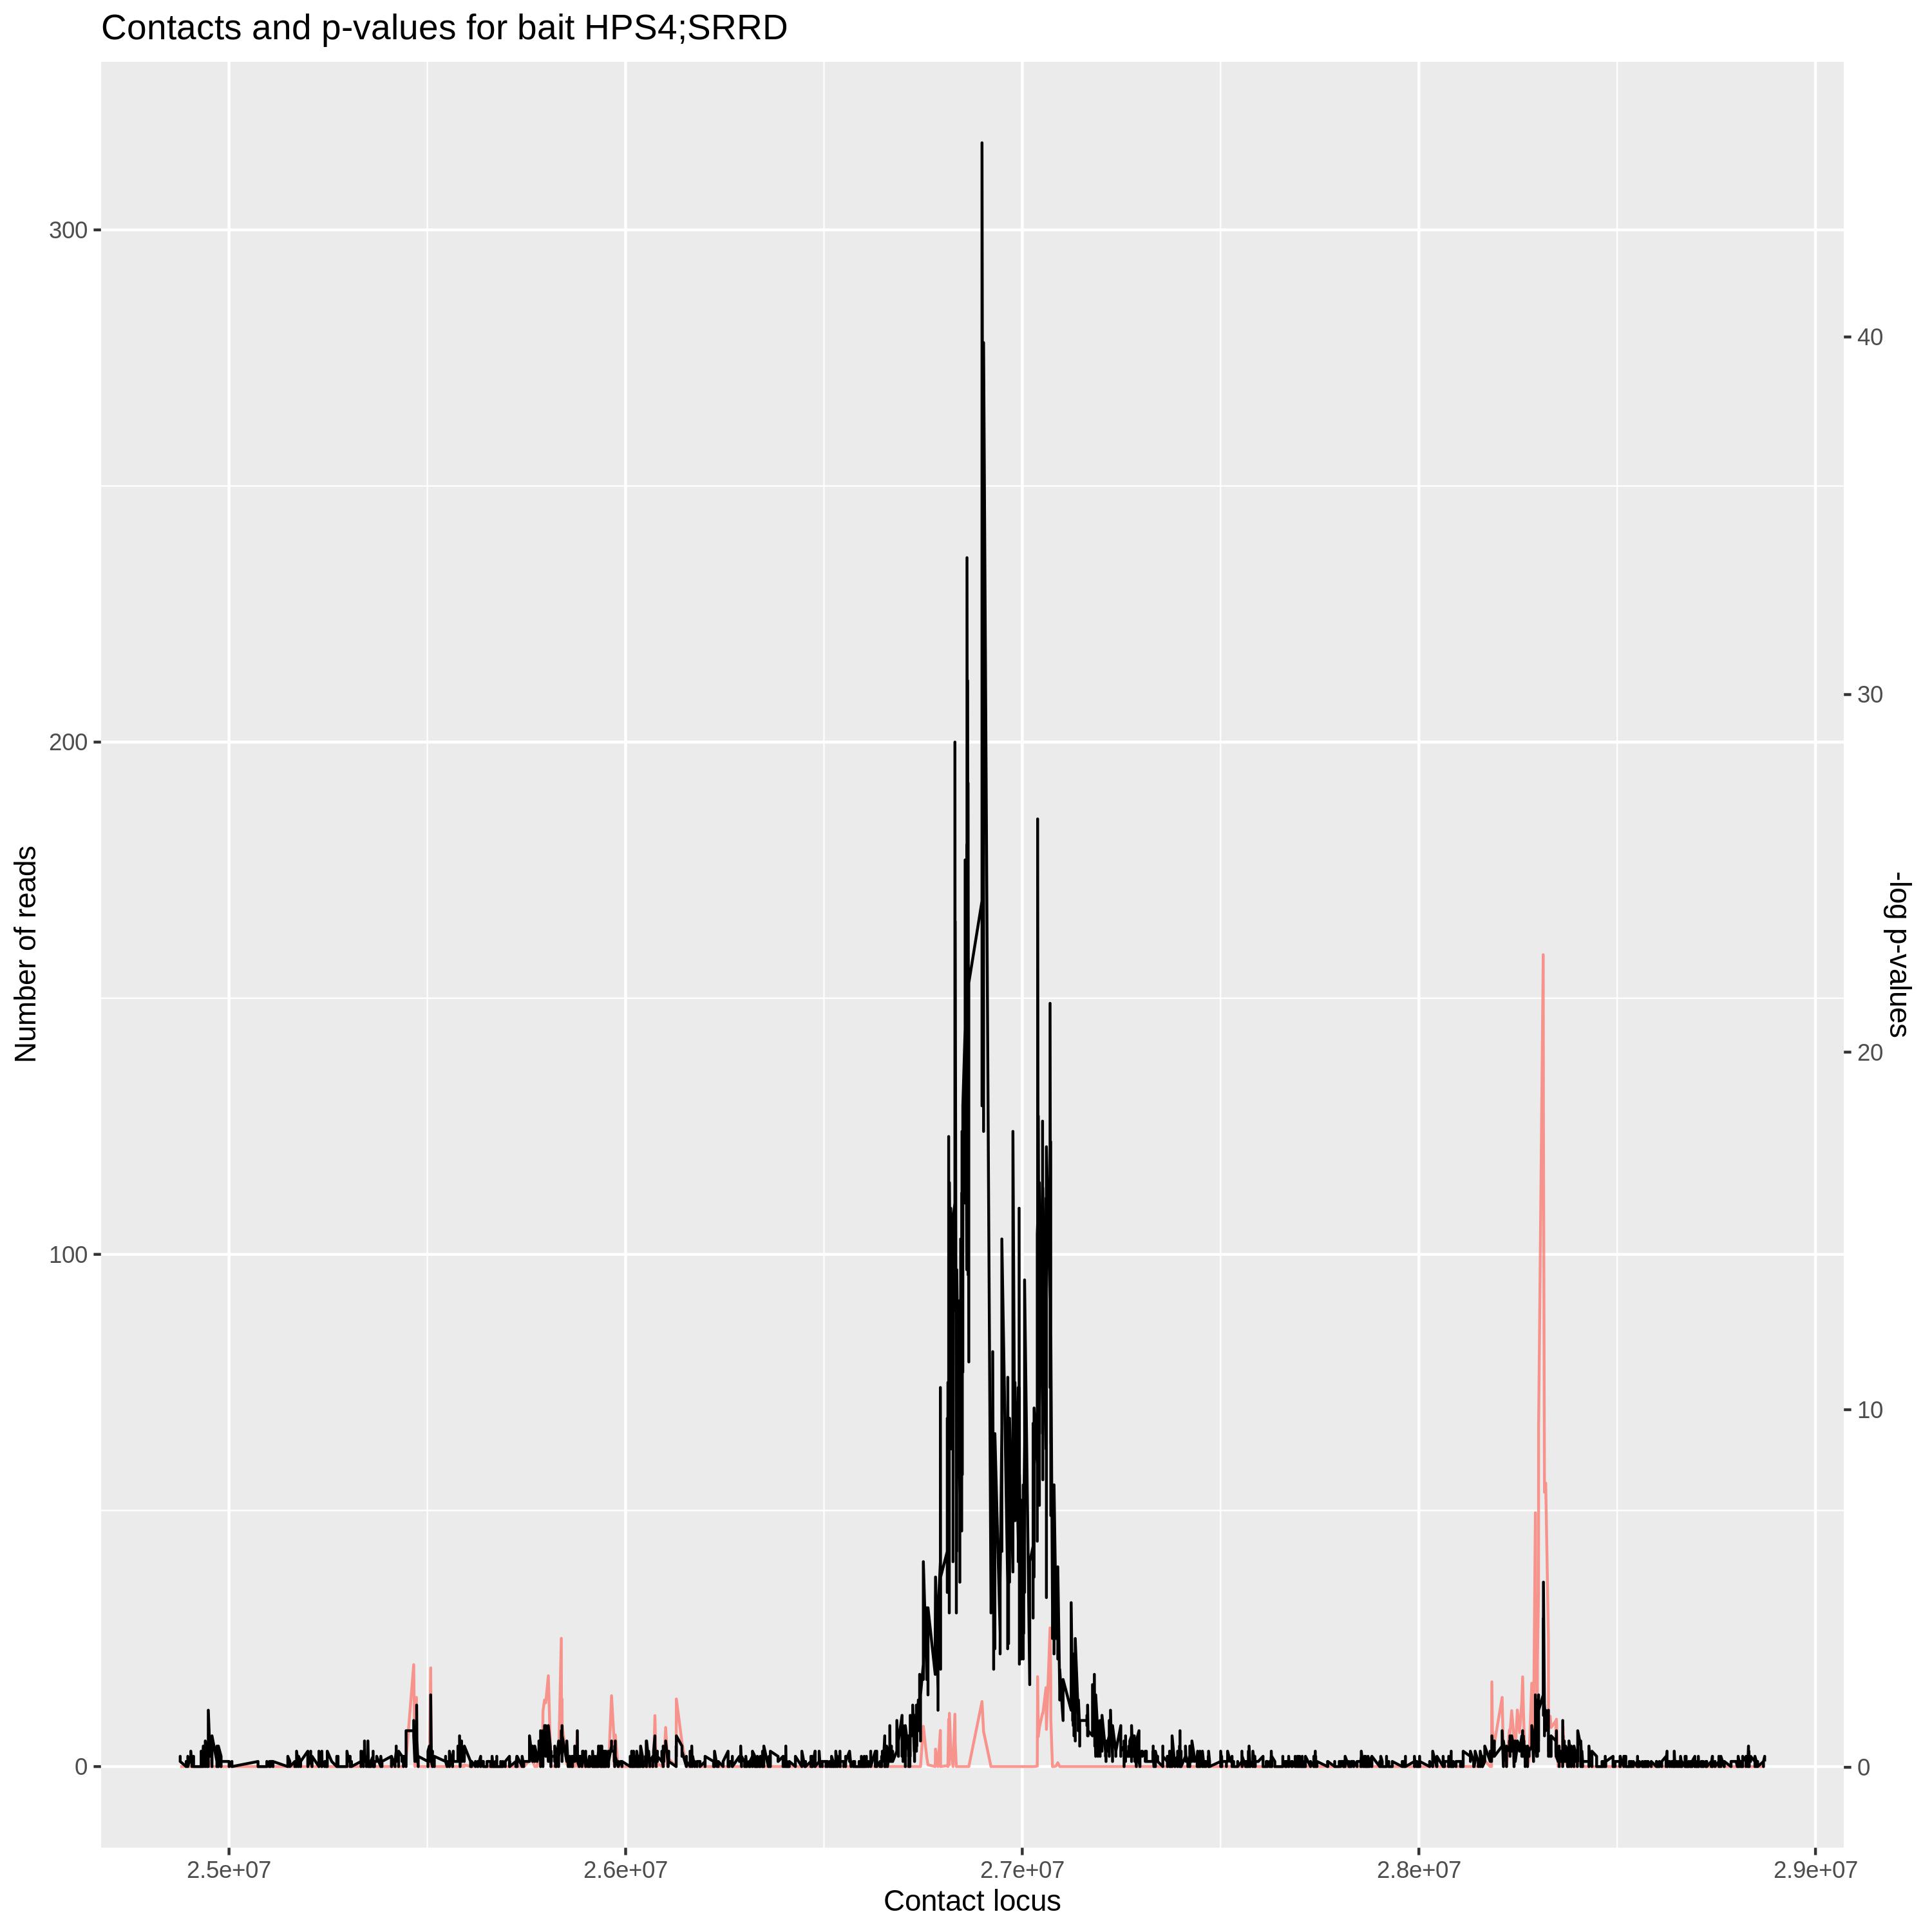 Contacts and p-values for bait HPS4;SRRD
Number of reads
300
200
100
0
40
30
20
10
0
-log p-values
2.5e+07
2.6e+07
2.7e+07
2.8e+07
2.9e+07
Contact locus